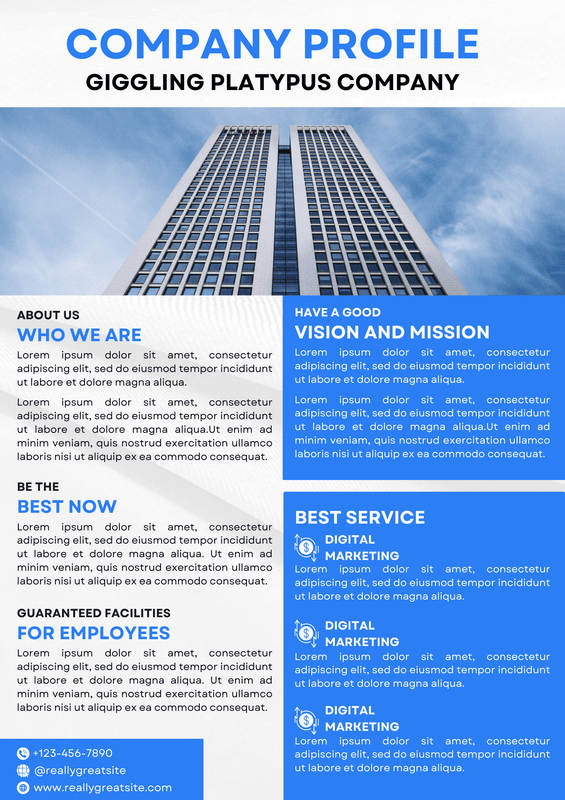 COMPANY PROFILE
GIGGLING PLATYPUS COMPANY
ABOUT US
WHO WE ARE
Lorem ipsum dolor sit amet, consectetur
adipiscing elit, sed do eiusmod tempor incididunt
ut labore et dolore magna aliqua.
Lorem ipsum dolor sit amet, consectetur
adipiscing elit, sed do eiusmod tempor incididunt
ut labore et dolore magna aliqua.Ut enim ad
minim veniam, quis nostrud exercitation ullamco
laboris nisi ut aliquip ex ea commodo consequat.
BE THE
BEST NOW
Lorem ipsum dolor sit amet, consectetur
adipiscing elit, sed do eiusmod tempor incididunt
ut labore et dolore magna aliqua. Ut enim ad
minim veniam, quis nostrud exercitation ullamco
laboris nisi ut aliquip ex ea commodo consequat.
GUARANTEED FACILITIES
FOR EMPLOYEES
Lorem ipsum dolor sit amet, consectetur
adipiscing elit, sed do eiusmod tempor incididunt
ut labore et dolore magna aliqua. Ut enim ad
minim veniam, quis nostrud exercitation ullamco
laboris nisi ut aliquip ex ea commodo consequat.
+123-456-7890
@reallygreatsite
www.reallygreatsite.com
HAVE A GOOD
VISION AND MISSION
Lorem ipsum dolor sit amet, consectetur
adipiscing elit, sed do eiusmod tempor incididunt
ut labore et dolore magna aliqua.
Lorem ipsum dolor sit amet, consectetur
adipiscing elit, sed do eiusmod tempor incididunt
ut labore et dolore magna aliqua.Ut enim ad
minim veniam, quis nostrud exercitation ullamco
laboris nisi ut aliquip ex ea commodo consequat.
BEST SERVICE
DIGITAL
MARKETING
Lorem ipsum dolor sit amet, consectetur
adipiscing elit, sed do eiusmod tempor incididunt
ut labore et dolore magna aliqua.
DIGITAL
MARKETING
Lorem ipsum dolor sit amet, consectetur
adipiscing elit, sed do eiusmod tempor incididunt
ut labore et dolore magna aliqua.
DIGITAL
MARKETING
Lorem ipsum dolor sit amet, consectetur
adipiscing elit, sed do eiusmod tempor incididunt
ut labore et dolore magna aliqua.